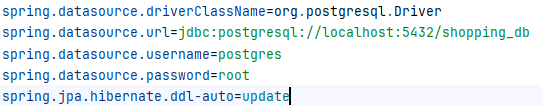 spring.datasource.driverClassName=org.postgresql.Driver
spring.datasource.url=jdbc:postgresql://localhost:5432/shopping_db
spring.datasource.username=postgres
spring.datasource.password=root
spring.jpa.hibernate.ddl-auto=update